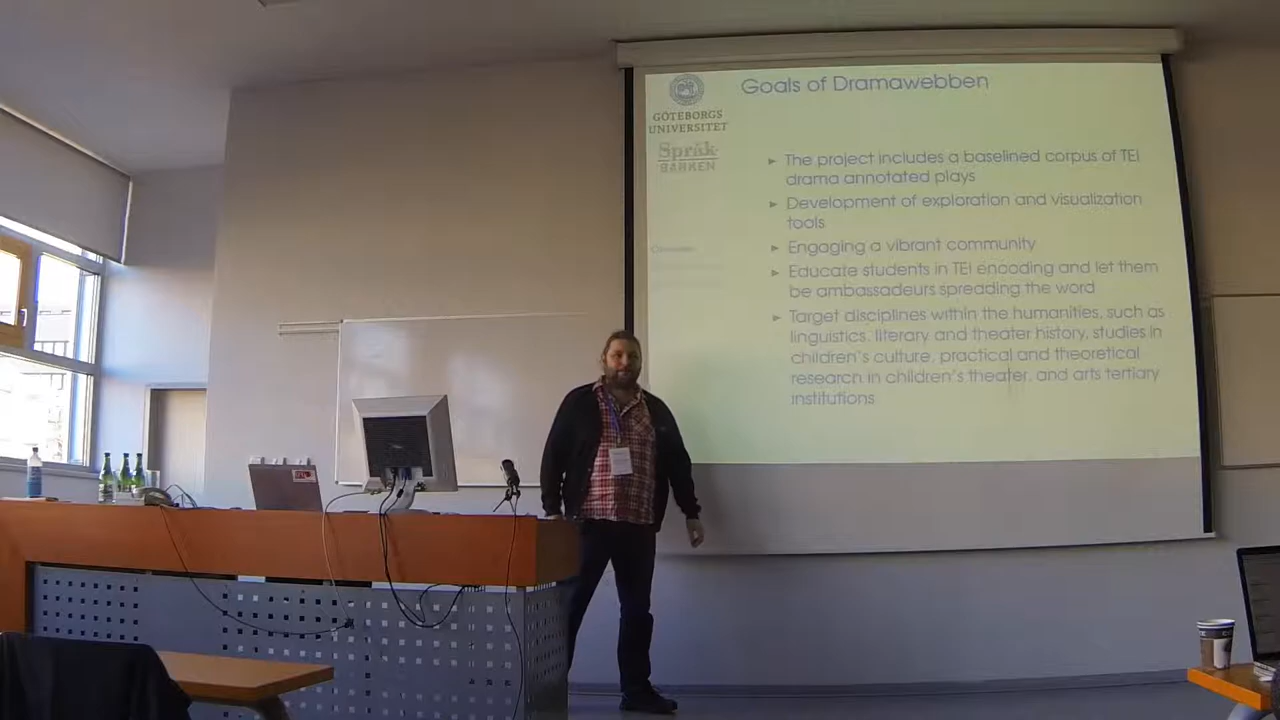 Goals of Dramawebben
GÖTEBORGS
UNIVERSITET
Språk
BANKEN
► The project includes a baselined corpus of TEI
drama annotated plays
► Development of exploration and visualization
tools
► Engaging a vibrant community
► Educate students in TEI encoding and let them
be ambassadeurs spreading the word
► Target disciplines within the humanities, such as
linguistics, literary and theater history, studies in
children's culture, practical and theoretical
research in children's theater, and arts tertiary
institutions